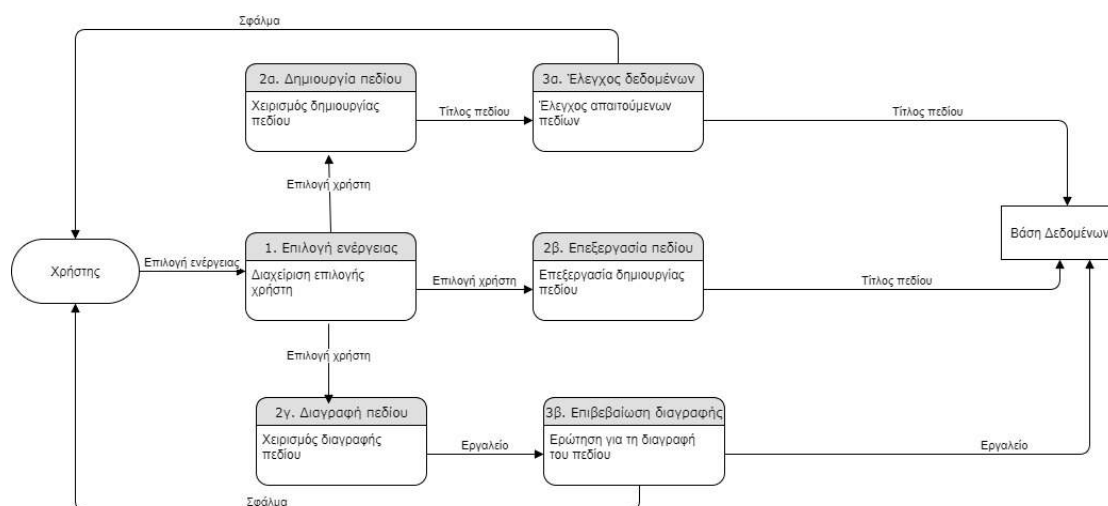 Σφάλμα
2α. Δημιουργία πεδίου
Χειρισμός δημιουργίας
πεδίου
Τίτλος πεδίου
3α. Έλεγχος δεδομένων
Έλεγχος απαιτούμενων
πεδίων
Τίτλος πεδίου
Επιλογή χρήστη
Χρήστης
Επιλογή ενέργειας
1. Επιλογή ενέργειας
Διαχείριση επιλογής
χρήστη
Επιλογή χρήστη
2β. Επεξεργασία πεδίου
Επεξεργασία δημιουργίας
πεδίου
Τίτλος πεδίου
Βάση Δεδομένων
Επιλογή χρήστη
2γ. Διαγραφή πεδίου
Χειρισμός διαγραφής
πεδίου
Εργαλείο
3β. Επιβεβαίωση διαγραφής
Ερώτηση για τη διαγραφή
του πεδίου
Εργαλείο
Σφάλμα